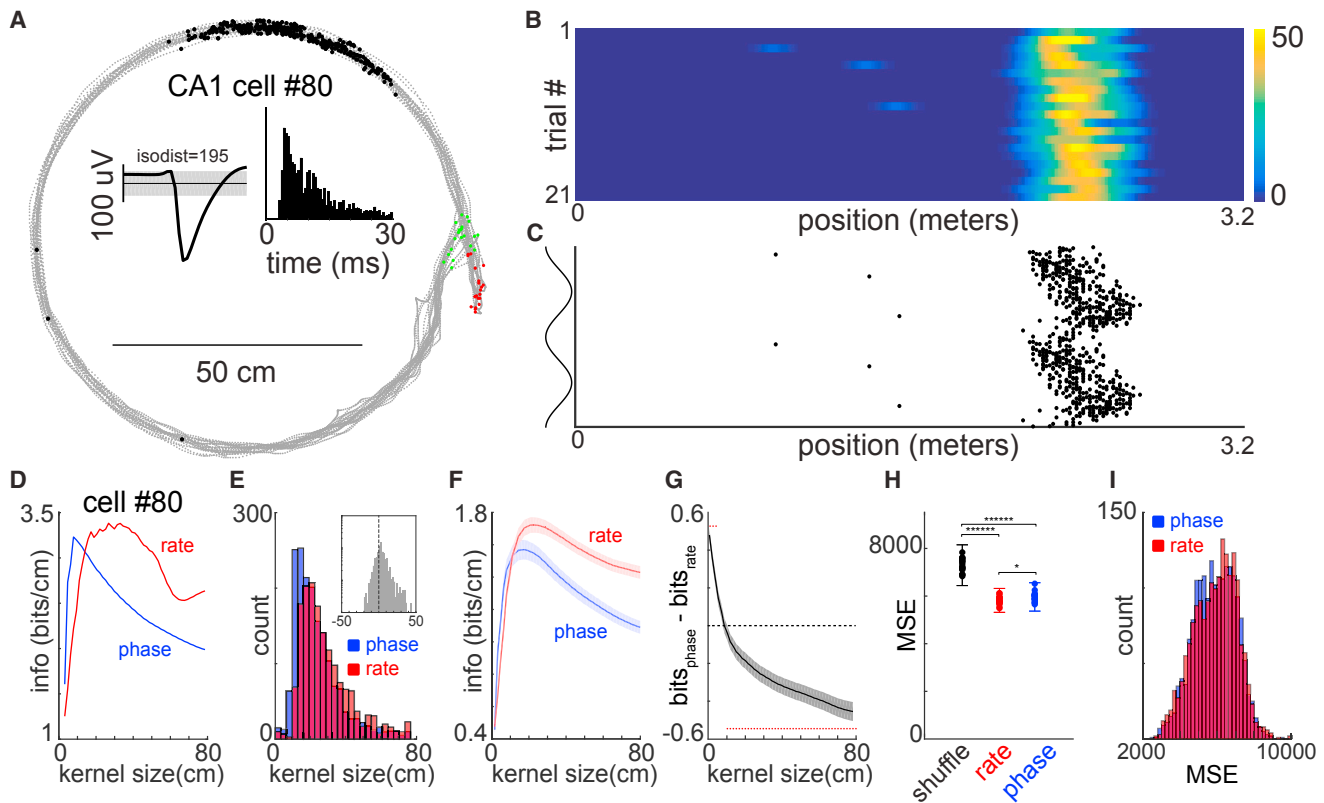 A
CA1 cell #80
isodist=195
100 uV
0 30
time (ms)
50 cm
B
1
trial #
21
0 position (meters) 3.2
50
0
C
0 position (meters) 3.2
D
cell #80
3.5
info (bits/cm)
1
rate
phase
0 80
kernel size(cm)
E
300
count
0
-50 50
phase
rate
0 80
kernel size(cm)
F
1.8
info (bits/cm)
0.4
rate
phase
0 80
kernel size(cm)
G
0.6
bitsphase - bitsrate
-0.6
0 80
kernel size(cm)
H
8000
MSE
0
******
******
*
shuffle
rate
phase
I
150
count
0
phase
rate
2000 10000
MSE